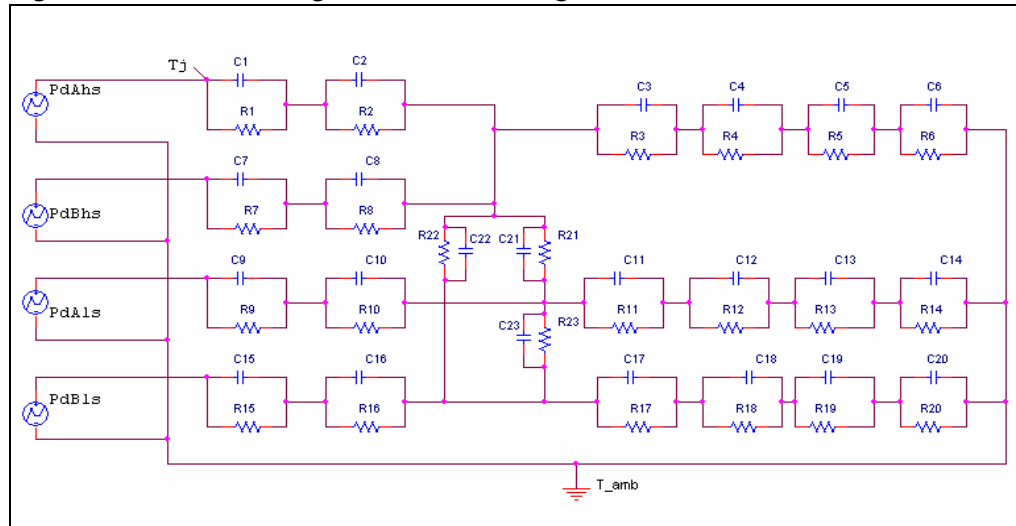 Tj C1 C2
PdAhs R1 R2
C3 C4 C5 C6
R3 R4 R5 R6
C7 C8
PdBhs R7 R8
R22 C22 C21 R21
C9 C10 C11 C12 C13 C14
PdAls R9 R10 R11 R12 R13 R14
C23 R23
C15 C16 C17 C18 C19 C20
PdBls R15 R16 R17 R18 R19 R20
T_amb